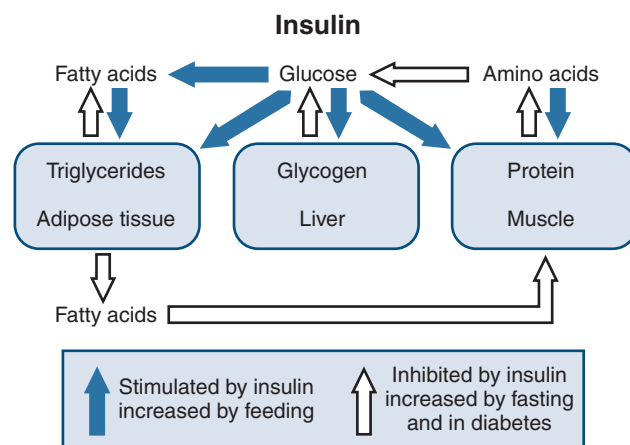 Insulin
Fatty acids Glucose Amino acids
Triglycerides Glycogen Protein
Adipose tissue Liver Muscle
Fatty acids
Stimulated by insulin
increased by feeding
Inhibited by insulin
increased by fasting
and in diabetes